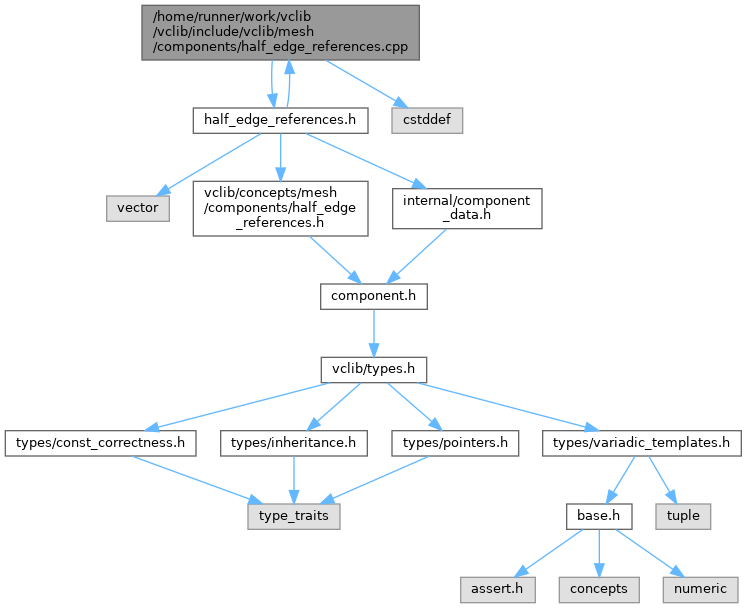 /home/runner/work/vclib
/vclib/include/vclib/mesh
/components/half_edge_references.cpp
half_edge_references.h
cstddef
vector
vclib/concepts/mesh
/components/half_edge
_references.h
internal/component
_data.h
component.h
vclib/types.h
types/const_correctness.h
types/inheritance.h
types/pointers.h
types/variadic_templates.h
type_traits
base.h
tuple
assert.h
concepts
numeric